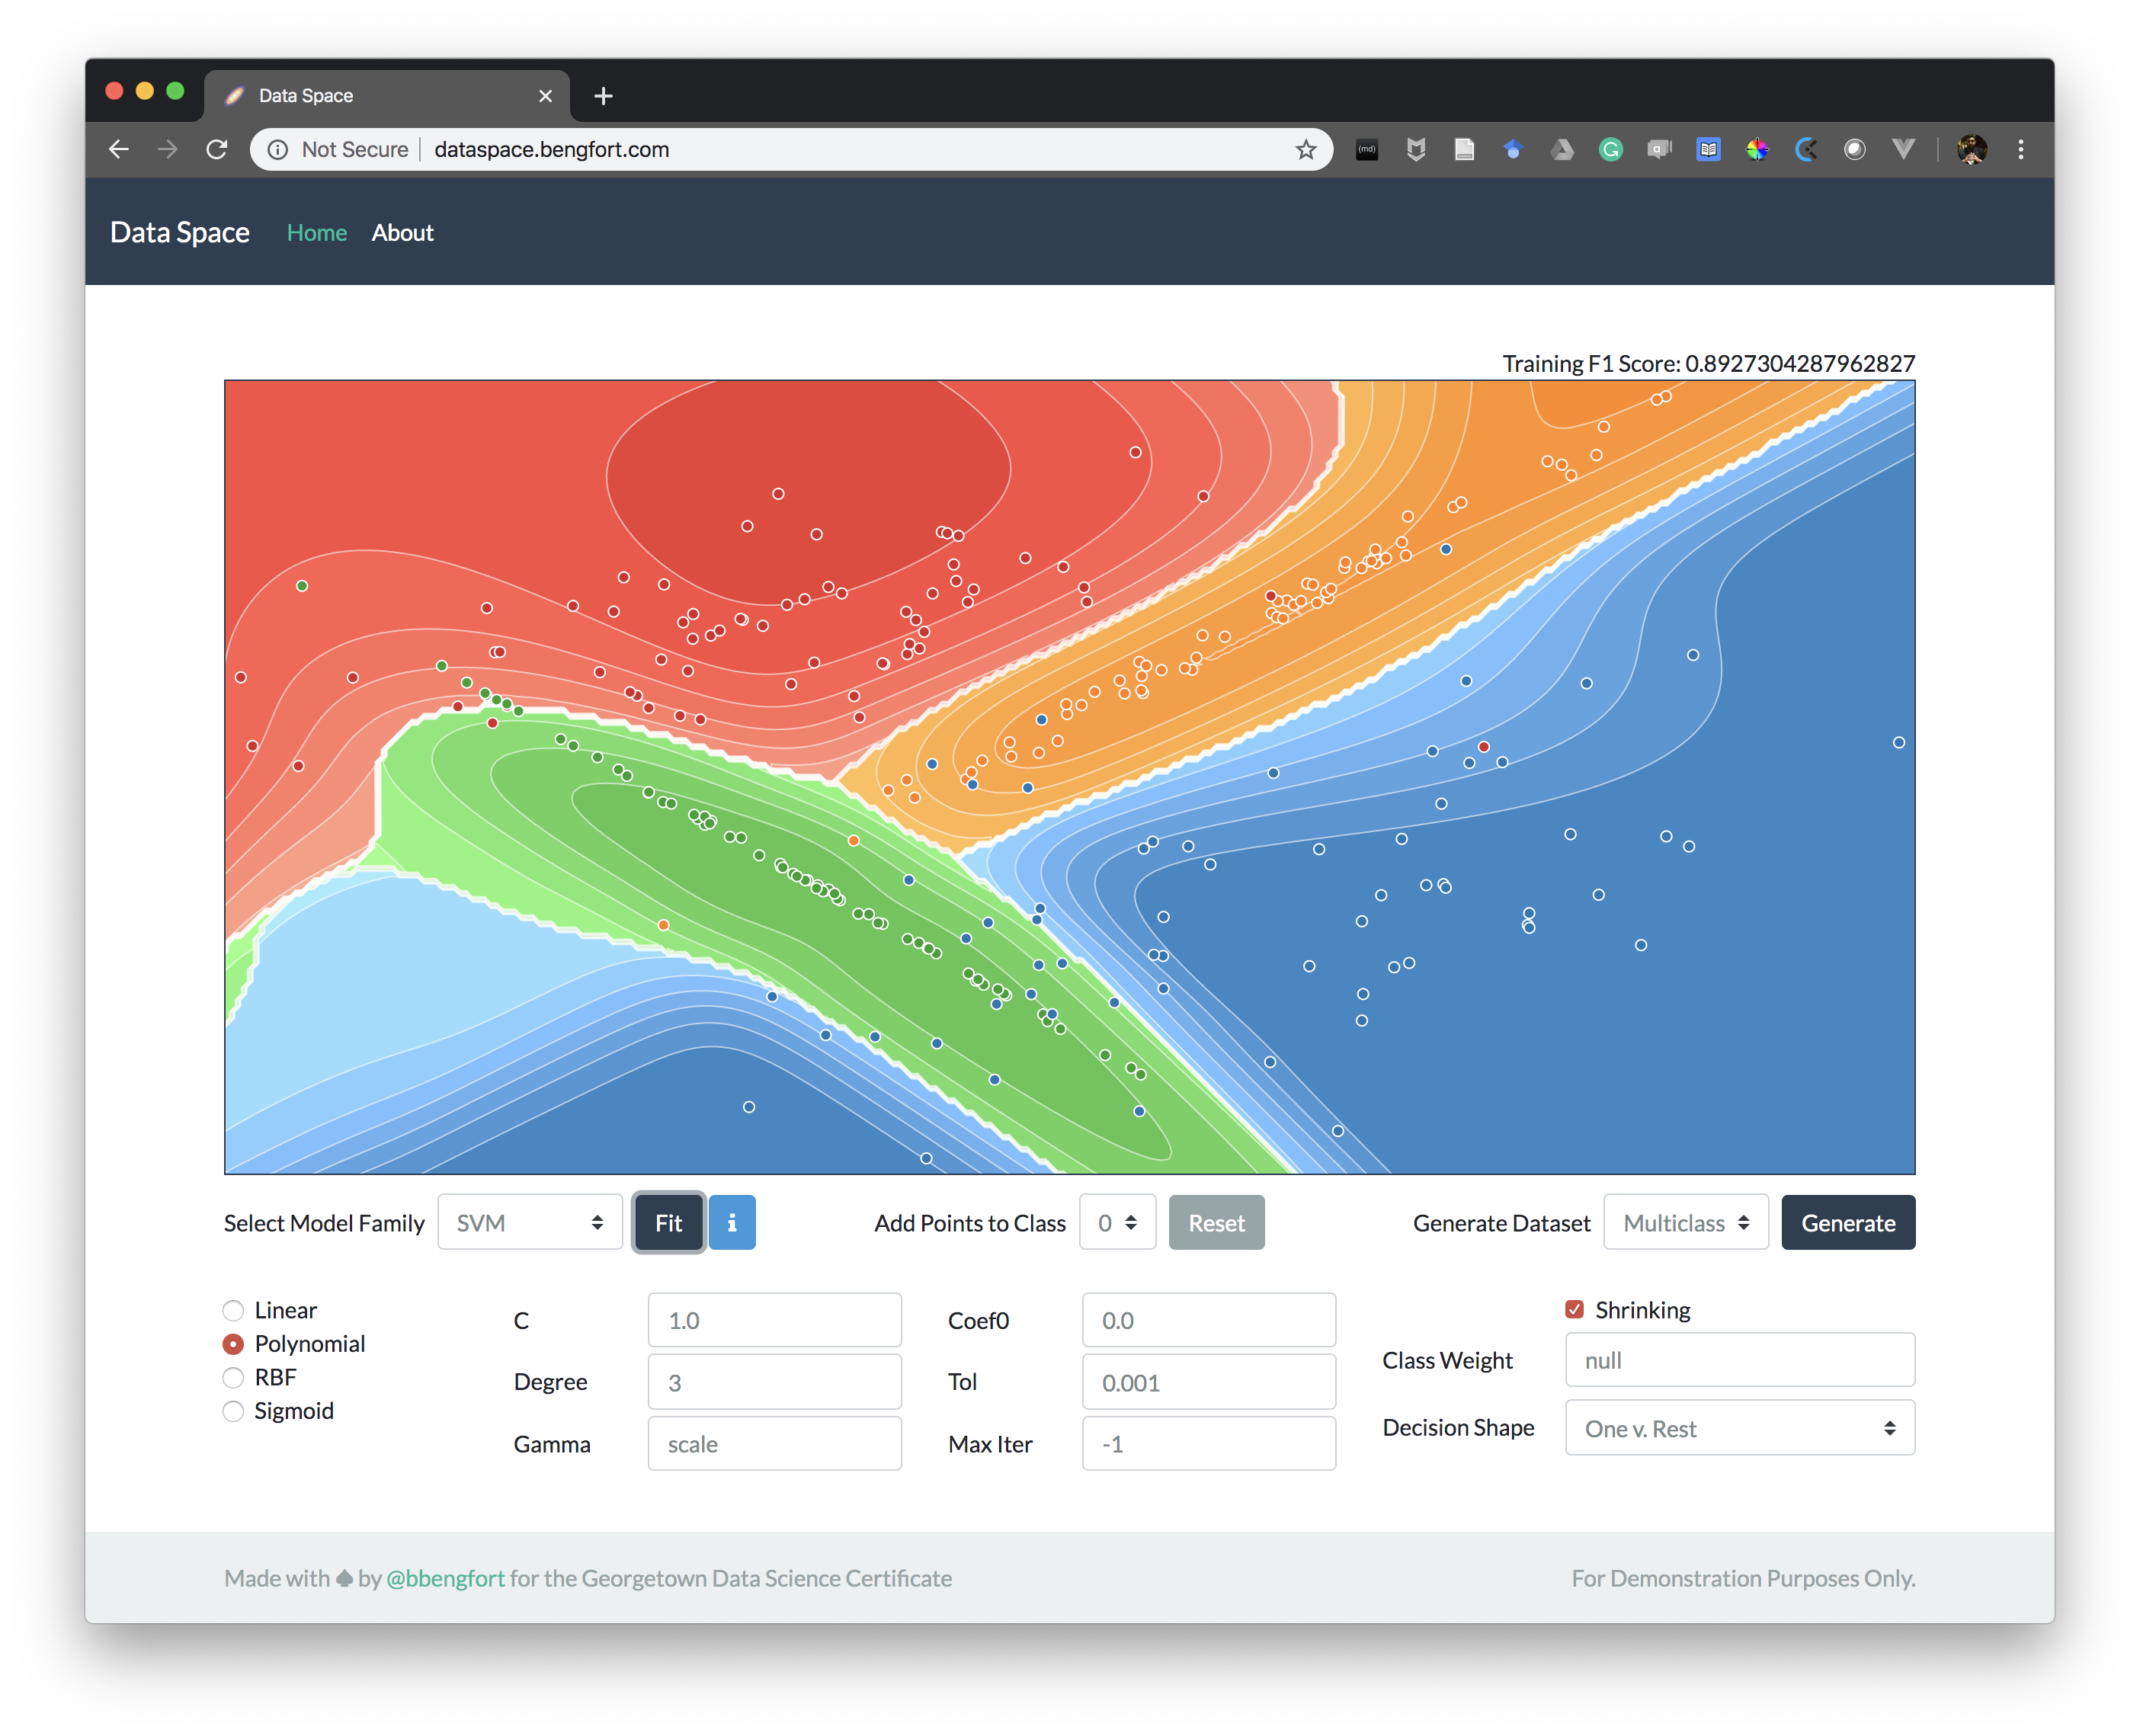 Data Space
Not Secure dataspace.bengfort.com
Data Space Home About
Training F1 Score: 0.8927304287962827
Select Model Family SVM Fit i Add Points to Class 0 Reset Generate Dataset Multiclass Generate
Linear
Polynomial
RBF
Sigmoid
C 1.0
Degree 3
Gamma scale
Coef0 0.0
Tol 0.001
Max Iter -1
Shrinking
Class Weight null
Decision Shape One v. Rest
Made with ♠ by @bbengfort for the Georgetown Data Science Certificate
For Demonstration Purposes Only.